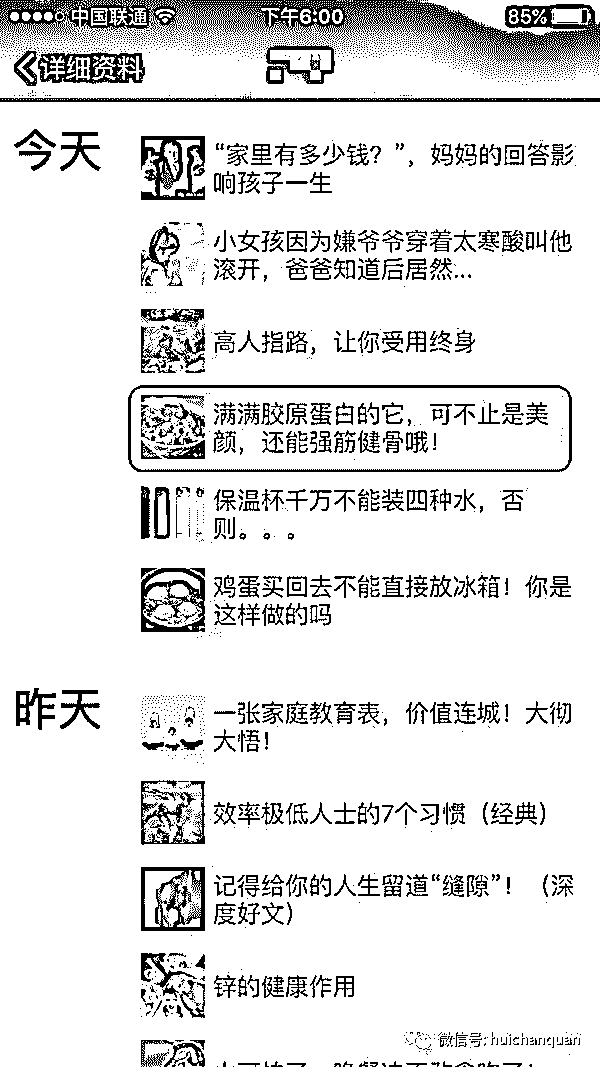 中国联通
下午6:00
85%
详细资料
今天
“家里有多少钱？”，妈妈的回答影
响孩子一生
小女孩因为嫌爷爷穿着太寒酸叫他
滚开，爸爸知道后居然...
高人指路，让你受用终身
满满胶原蛋白的它，可不止是美
颜，还能强筋健骨哦！
保温杯千万不能装四种水，否
则。。。
鸡蛋买回去不能直接放冰箱！你是
这样做的吗
昨天
一张家庭教育表，价值连城！大彻
大悟！
效率极低人士的7个习惯（经典）
记得给你的人生留道“缝隙”！（深
度好文）
锌的健康作用
微信号: huichanquan